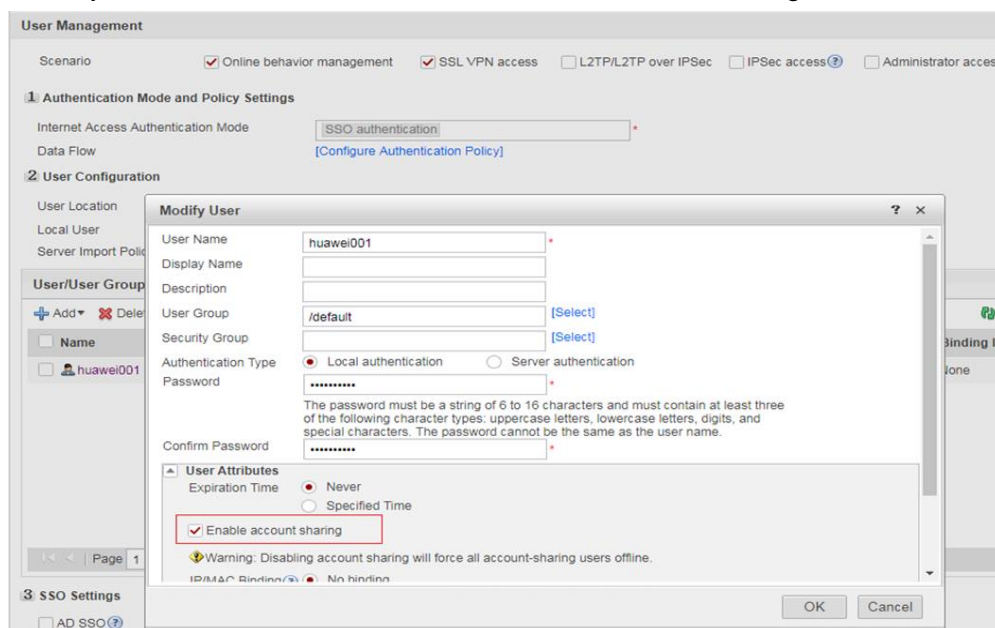 User Management
Scenario Online behavior management SSL VPN access L2TP/L2TP over IPSec IPSec access Administrator acces
1 Authentication Mode and Policy Settings
Internet Access Authentication Mode SSO authentication *
Data Flow [Configure Authentication Policy]
2 User Configuration
User Location
Local User
Server Import Polic
User/User Group
Add Dele
Name Binding
huawei001 None
Page 1
3 SSO Settings
AD SSO
Modify User ? ×
User Name huawei001 *
Display Name
Description
User Group /default [Select]
Security Group [Select]
Authentication Type Local authentication Server authentication
Password •••••••••• *
The password must be a string of 6 to 16 characters and must contain at least three
of the following character types: uppercase letters, lowercase letters, digits, and
special characters. The password cannot be the same as the user name.
Confirm Password •••••••••• *
User Attributes
Expiration Time Never
Specified Time
Enable account sharing
Warning: Disabling account sharing will force all account-sharing users offline.
IP/MAC Binding No binding
OK Cancel